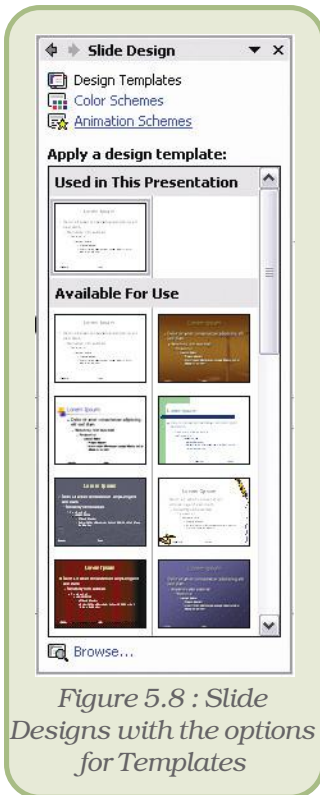 Slide Design
Design Templates
Color Schemes
Animation Schemes
Apply a design template:
Used in This Presentation
Available For Use
Browse...
Figure 5.8 : Slide
Designs with the options
for Templates